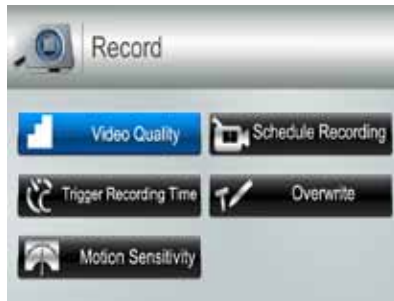 Record
Video Quality
Schedule Recording
Trigger Recording Time
Overwrite
Motion Sensitivity